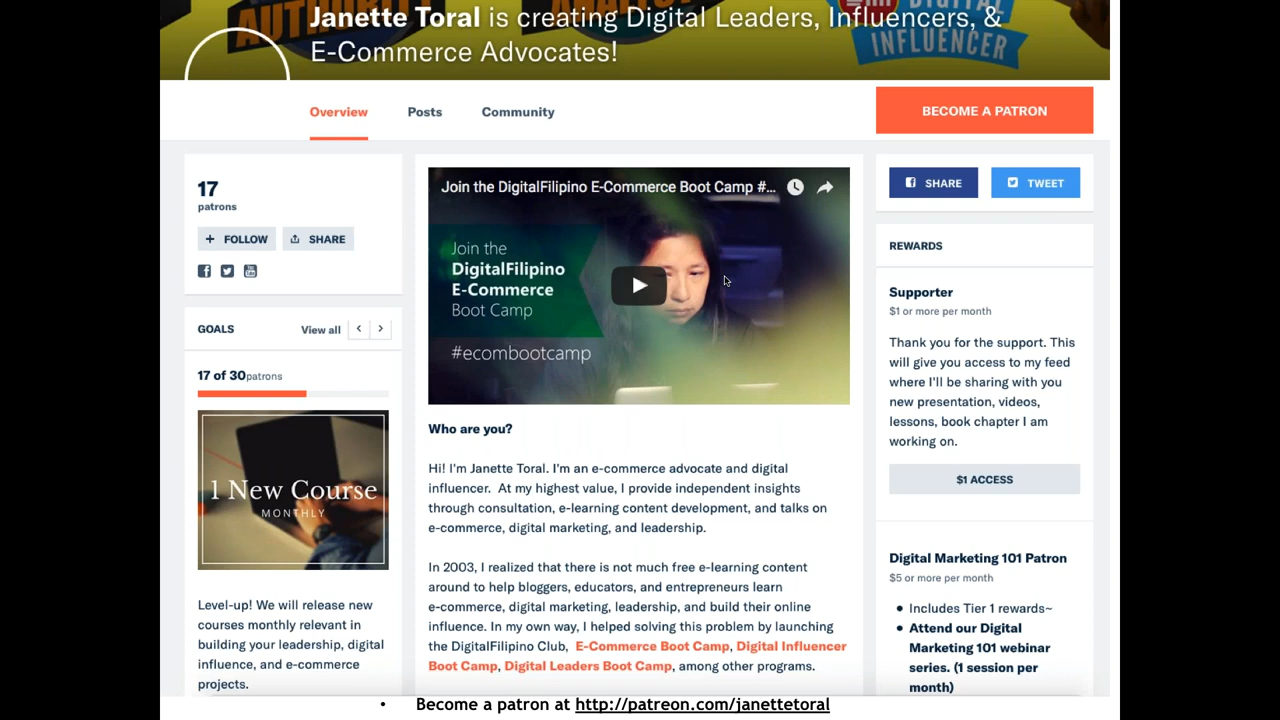 AUTHORITY
DIGITAL
INFLUENCER
Janette Toral is creating Digital Leaders, Influencers, &
E-Commerce Advocates!
Overview
Posts
Community
BECOME A PATRON
17
patrons
+ FOLLOW
SHARE
GOALS
View all
17 of 30 patrons
1 New Course
MONTHLY
Level-up! We will release new
courses monthly relevant in
building your leadership, digital
influence, and e-commerce
projects.
Join the DigitalFilipino E-Commerce Boot Camp #...
Join the
DigitalFilipino
E-Commerce
Boot Camp
#ecombootcamp
Who are you?
Hi! I'm Janette Toral. I'm an e-commerce advocate and digital
influencer.  At my highest value, I provide independent insights
through consultation, e-learning content development, and talks on
e-commerce, digital marketing, and leadership.
In 2003, I realized that there is not much free e-learning content
around to help bloggers, educators, and entrepreneurs learn
e-commerce, digital marketing, leadership, and build their online
influence. In my own way, I helped solving this problem by launching
the DigitalFilipino Club,  E-Commerce Boot Camp, Digital Influencer
Boot Camp, Digital Leaders Boot Camp, among other programs.
SHARE
TWEET
REWARDS
Supporter
$1 or more per month
Thank you for the support. This
will give you access to my feed
where I'll be sharing with you
new presentation, videos,
lessons, book chapter I am
working on.
$1 ACCESS
Digital Marketing 101 Patron
$5 or more per month
● Includes Tier 1 rewards~
● Attend our Digital
Marketing 101 webinar
series. (1 session per
month)
• Become a patron at http://patreon.com/janettetoral